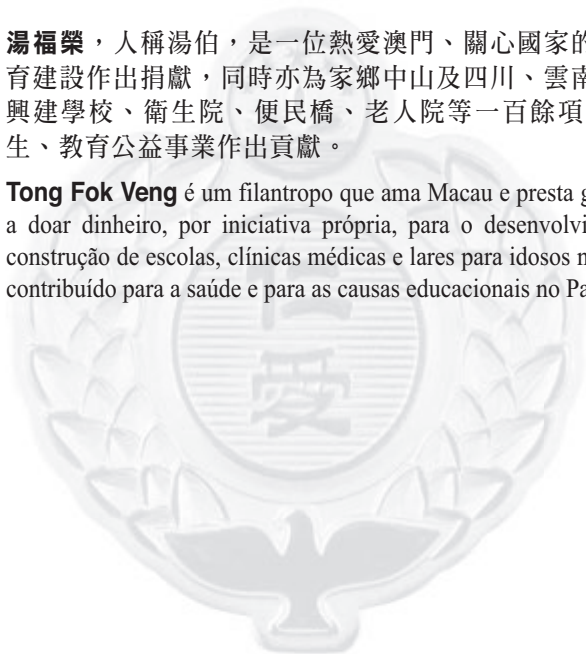 湯福榮，人稱湯伯，是一位熱愛澳門、關心國家的
育建設作出捐獻，同時亦為家鄉中山及四川、雲南
興建學校、衛生院、便民橋、老人院等一百餘項
生、教育公益事業作出貢獻。
Tong Fok Veng é um filantropo que ama Macau e presta g
a doar dinheiro, por iniciativa própria, para o desenvolvi
construção de escolas, clínicas médicas e lares para idosos n
contribuído para a saúde e para as causas educacionais no Pa
仁
愛